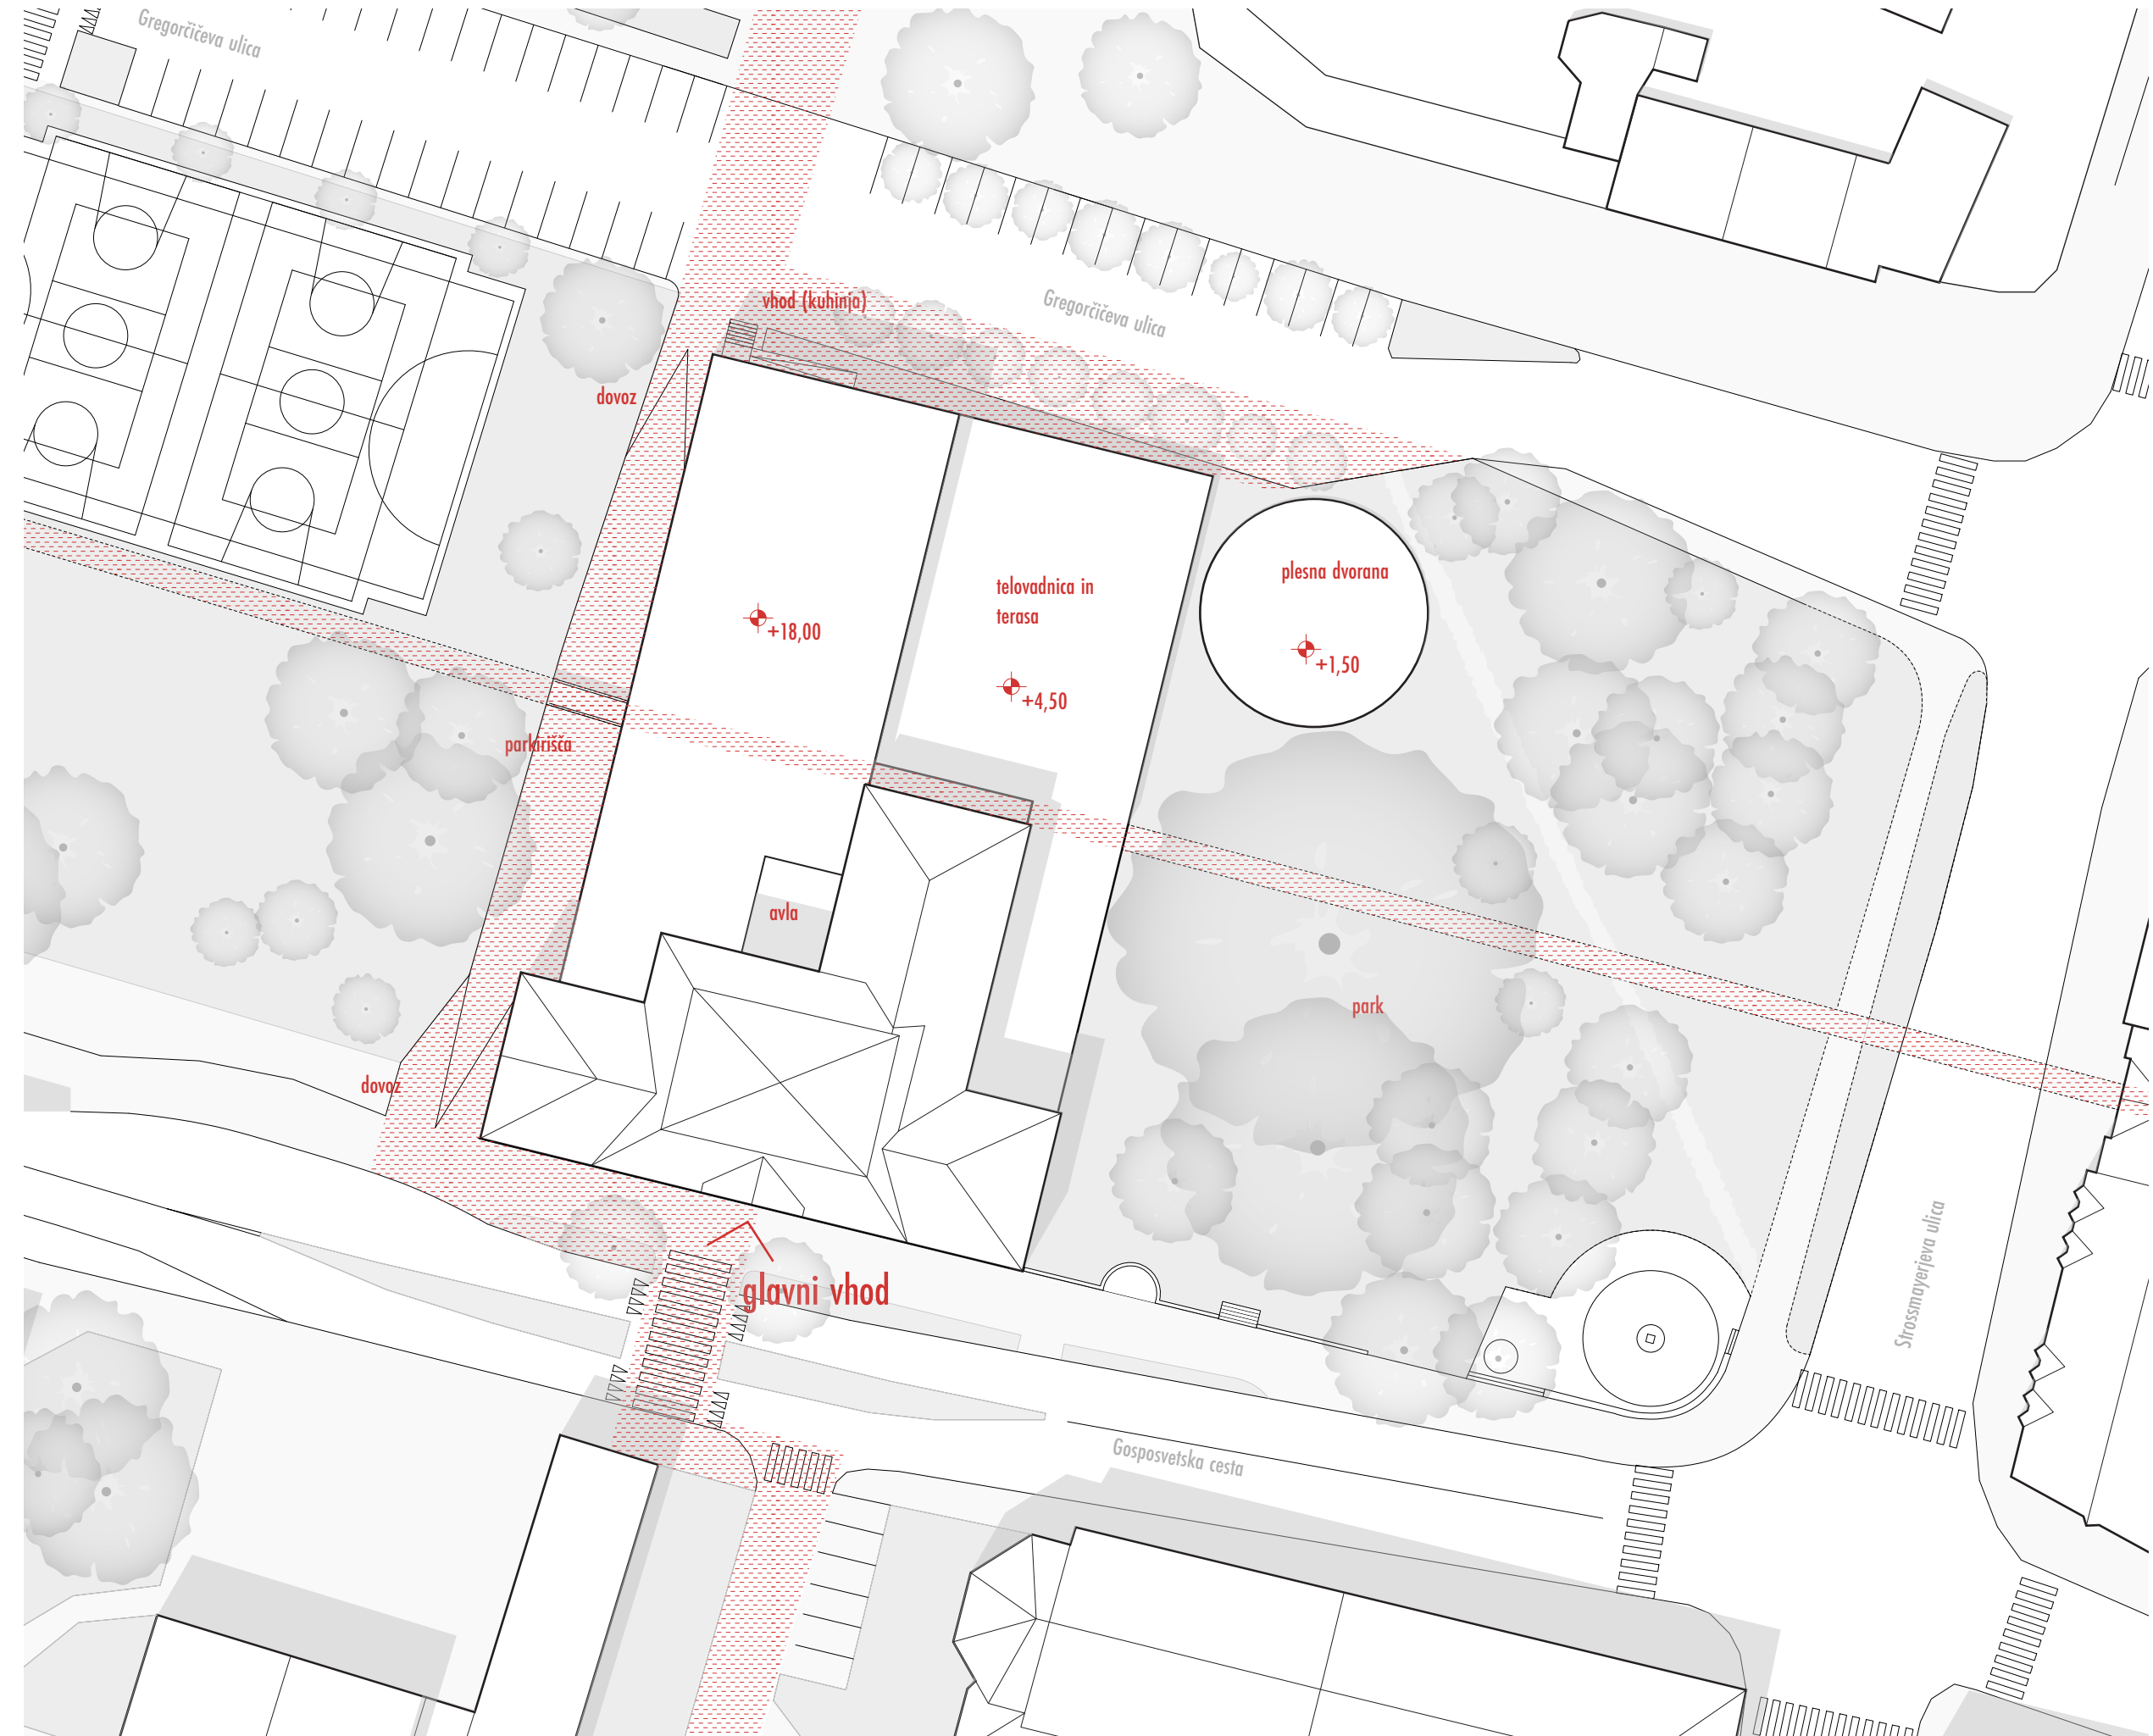 Gregorčičeva ulica
vhod (kuhinja)
Gregorčičeva ulica
dovoz
telovadnica in
terasa
plesna dvorana
+18,00
+1,50
+4,50
parkirišča
avla
park
dovoz
glavni vhod
Strossmayerjeva ulica
Gosposvetska cesta